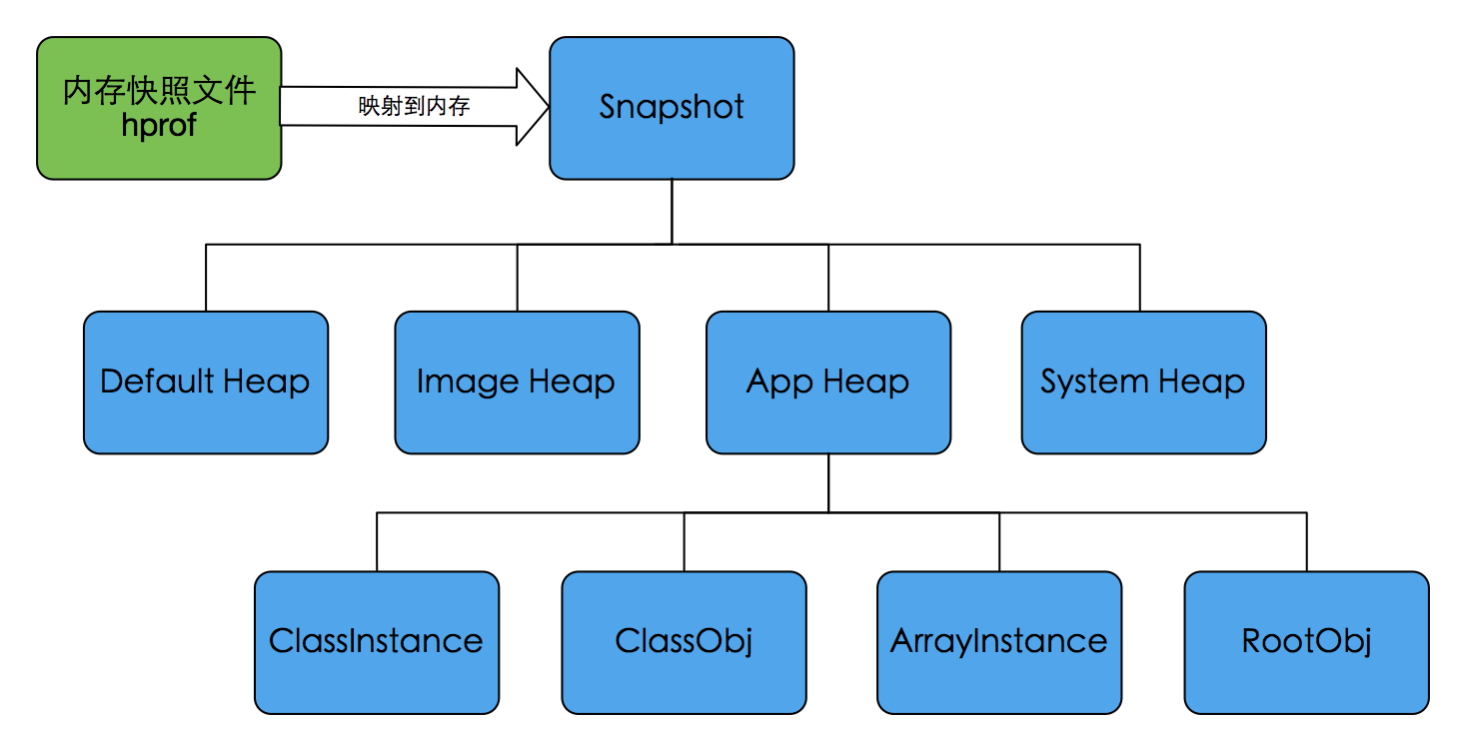 内存快照文件
hprof
映射到内存
Snapshot
Default Heap
Image Heap
App Heap
System Heap
ClassInstance
ClassObj
ArrayInstance
RootObj